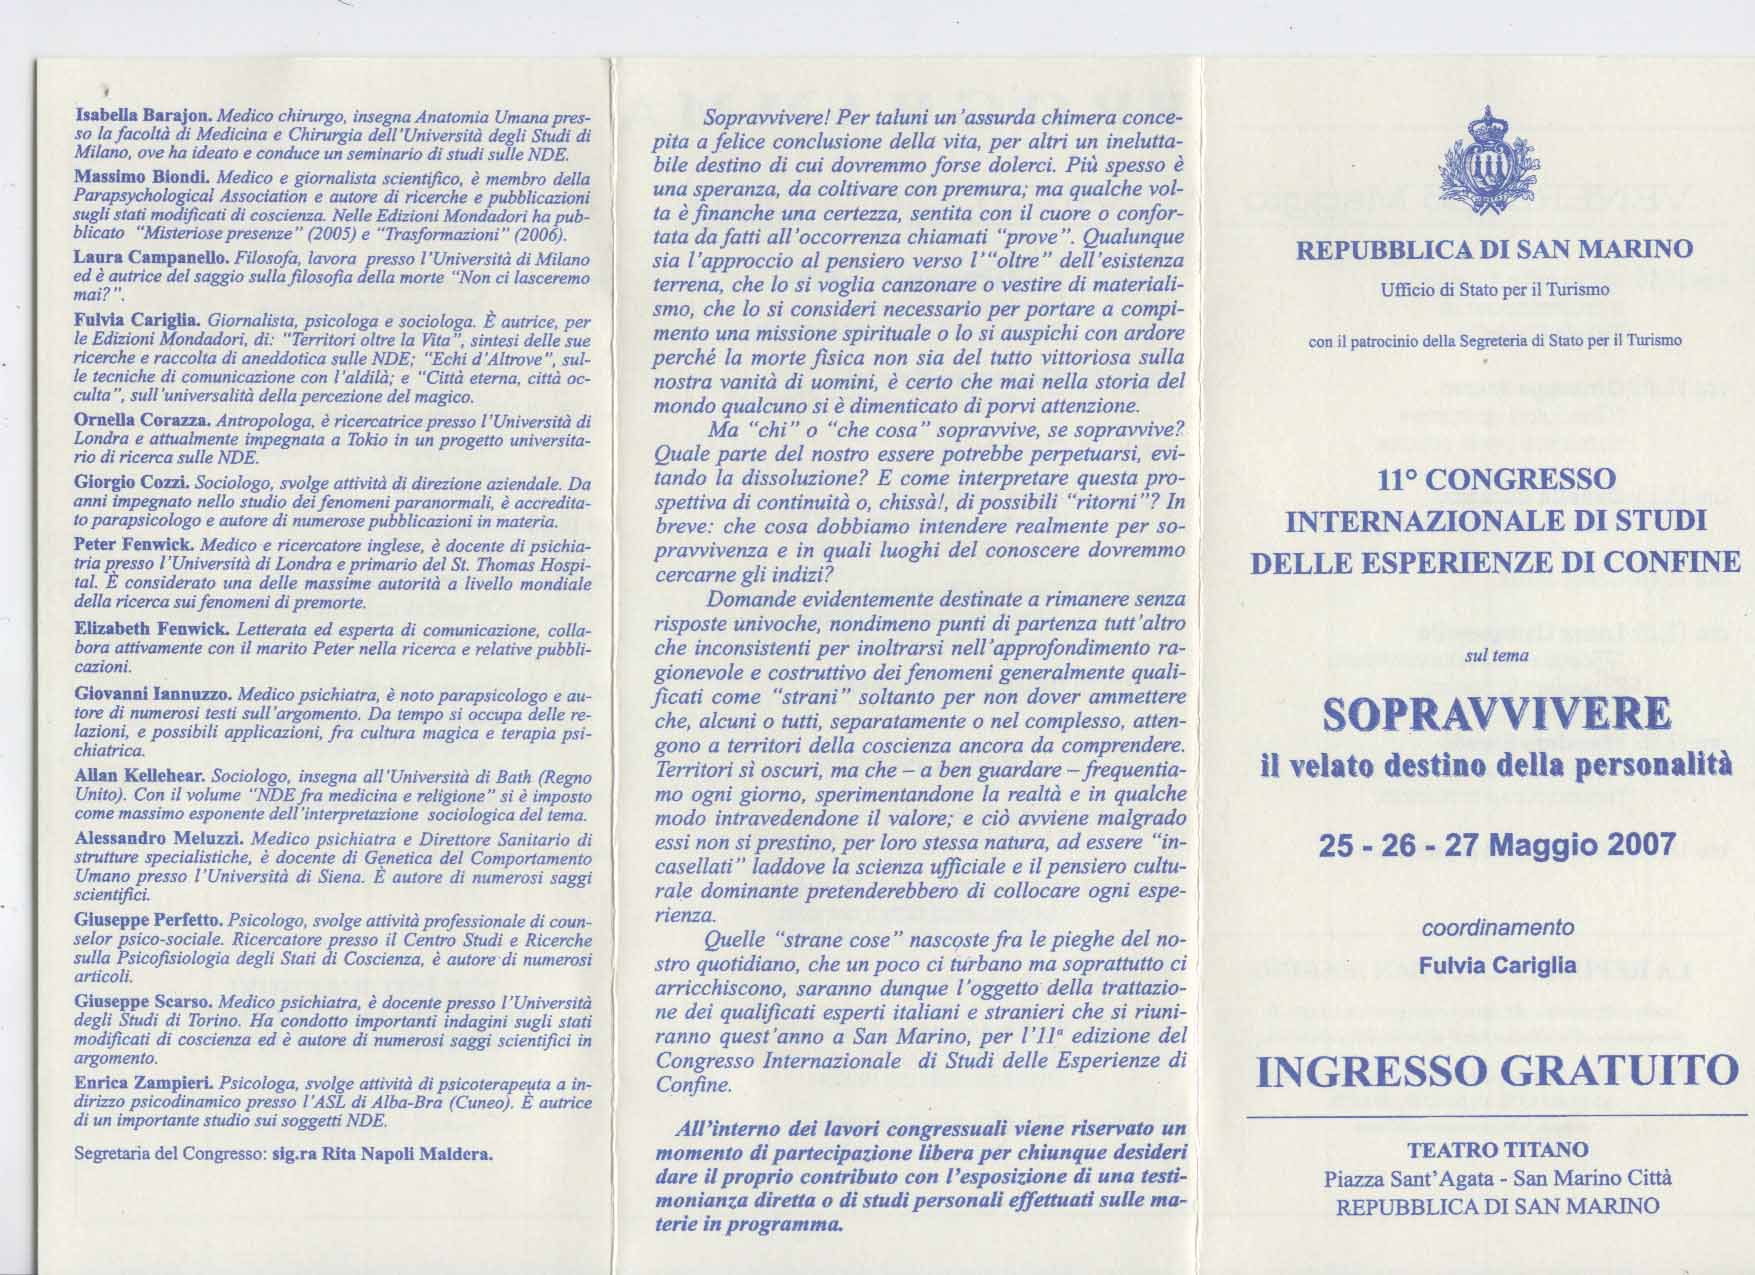 Isabella Barajon. Medico chirurgo, insegna Anatomia Umana pres-
so la facoltà di Medicina e Chirurgia dell'Università degli Studi di
Milano, ove ha ideato e conduce un seminario di studi sulle NDE.
Massimo Biondi. Medico e giornalista scientifico, è membro della
Parapsychological Association e autore di ricerche e pubblicazioni
sugli stati modificati di coscienza. Nelle Edizioni Mondadori ha pub-
blicato "Misteriose presenze" (2005) e "Trasformazioni" (2006).
Laura Campanello. Filosofa, lavora presso l'Università di Milano
ed è autrice del saggio sulla filosofia della morte "Non ci lasceremo
mai?".
Fulvia Cariglia. Giornalista, psicologa e sociologa. È autrice, per
le Edizioni Mondadori, di: "Territori oltre la Vita", sintesi delle sue
ricerche e raccolta di aneddotica sulle NDE; "Echi d'Altrove", sul-
le tecniche di comunicazione con l'aldilà; e "Città eterna, città oc-
culta", sull'universalità della percezione del magico.
Ornella Corazza. Antropologa, è ricercatrice presso l'Università di
Londra e attualmente impegnata a Tokio in un progetto universita-
rio di ricerca sulle NDE.
Giorgio Cozzi. Sociologo, svolge attività di direzione aziendale. Da
anni impegnato nello studio dei fenomeni paranormali, è accredita-
to parapsicologo e autore di numerose pubblicazioni in materia.
Peter Fenwick. Medico e ricercatore inglese, è docente di psichia-
tria presso l'Università di Londra e primario del St. Thomas Hospi-
tal. È considerato una delle massime autorità a livello mondiale
della ricerca sui fenomeni di premorte.
Elizabeth Fenwick. Letterata ed esperta di comunicazione, colla-
bora attivamente con il marito Peter nella ricerca e relative pubbli-
cazioni.
Giovanni Iannuzzo. Medico psichiatra, è noto parapsicologo e au-
tore di numerosi testi sull'argomento. Da tempo si occupa delle re-
lazioni, e possibili applicazioni, fra cultura magica e terapia psi-
chiatrica.
Allan Kellehear. Sociologo, insegna all'Università di Bath (Regno
Unito). Con il volume "NDE fra medicina e religione" si è imposto
come massimo esponente dell'interpretazione sociologica del tema.
Alessandro Meluzzi. Medico psichiatra e Direttore Sanitario di
strutture specialistiche, è docente di Genetica del Comportamento
Umano presso l'Università di Siena. È autore di numerosi saggi
scientifici.
Giuseppe Perfetto. Psicologo, svolge attività professionale di coun-
selor psico-sociale. Ricercatore presso il Centro Studi e Ricerche
sulla Psicofisiologia degli Stati di Coscienza, è autore di numerosi
articoli.
Giuseppe Scarso. Medico psichiatra, è docente presso l'Università
degli Studi di Torino. Ha condotto importanti indagini sugli stati
modificati di coscienza ed è autore di numerosi saggi scientifici in
argomento.
Enrica Zampieri. Psicologa, svolge attività di psicoterapeuta a in-
dirizzo psicodinamico presso l'ASL di Alba-Bra (Cuneo). È autrice
di un importante studio sui soggetti NDE.
Segretaria del Congresso: sig.ra Rita Napoli Maldera.
Sopravvivere! Per taluni un'assurda chimera conce-
pita a felice conclusione della vita, per altri un inelutta-
bile destino di cui dovremmo forse dolerci. Più spesso è
una speranza, da coltivare con premura; ma qualche vol-
ta è finanche una certezza, sentita con il cuore o confor-
tata da fatti all'occorrenza chiamati "prove". Qualunque
sia l'approccio al pensiero verso l'"oltre" dell'esistenza
terrena, che lo si voglia canzonare o vestire di materiali-
smo, che lo si consideri necessario per portare a compi-
mento una missione spirituale o lo si auspichi con ardore
perché la morte fisica non sia del tutto vittoriosa sulla
nostra vanità di uomini, è certo che mai nella storia del
mondo qualcuno si è dimenticato di porvi attenzione.
Ma "chi" o "che cosa" sopravvive, se sopravvive?
Quale parte del nostro essere potrebbe perpetuarsi, evi-
tando la dissoluzione? E come interpretare questa pro-
spettiva di continuità o, chissà!, di possibili "ritorni"? In
breve: che cosa dobbiamo intendere realmente per so-
pravvivenza e in quali luoghi del conoscere dovremmo
cercarne gli indizi?
Domande evidentemente destinate a rimanere senza
risposte univoche, nondimeno punti di partenza tutt'altro
che inconsistenti per inoltrarsi nell'approfondimento ra-
gionevole e costruttivo dei fenomeni generalmente quali-
ficati come "strani" soltanto per non dover ammettere
che, alcuni o tutti, separatamente o nel complesso, atten-
gono a territori della coscienza ancora da comprendere.
Territori sì oscuri, ma che – a ben guardare – frequentia-
mo ogni giorno, sperimentandone la realtà e in qualche
modo intravedendone il valore; e ciò avviene malgrado
essi non si prestino, per loro stessa natura, ad essere "in-
casellati" laddove la scienza ufficiale e il pensiero cultu-
rale dominante pretenderebbero di collocare ogni espe-
rienza.
Quelle "strane cose" nascoste fra le pieghe del no-
stro quotidiano, che un poco ci turbano ma soprattutto ci
arricchiscono, saranno dunque l'oggetto della trattazio-
ne dei qualificati esperti italiani e stranieri che si riuni-
ranno quest'anno a San Marino, per l'11ª edizione del
Congresso Internazionale di Studi delle Esperienze di
Confine.
All'interno dei lavori congressuali viene riservato un
momento di partecipazione libera per chiunque desideri
dare il proprio contributo con l'esposizione di una testi-
monianza diretta o di studi personali effettuati sulle ma-
terie in programma.
REPUBBLICA DI SAN MARINO
Ufficio di Stato per il Turismo
con il patrocinio della Segreteria di Stato per il Turismo
11° CONGRESSO
INTERNAZIONALE DI STUDI
DELLE ESPERIENZE DI CONFINE
sul tema
SOPRAVVIVERE
il velato destino della personalità
25 - 26 - 27 Maggio 2007
coordinamento
Fulvia Cariglia
INGRESSO GRATUITO
TEATRO TITANO
Piazza Sant'Agata - San Marino Città
REPUBBLICA DI SAN MARINO